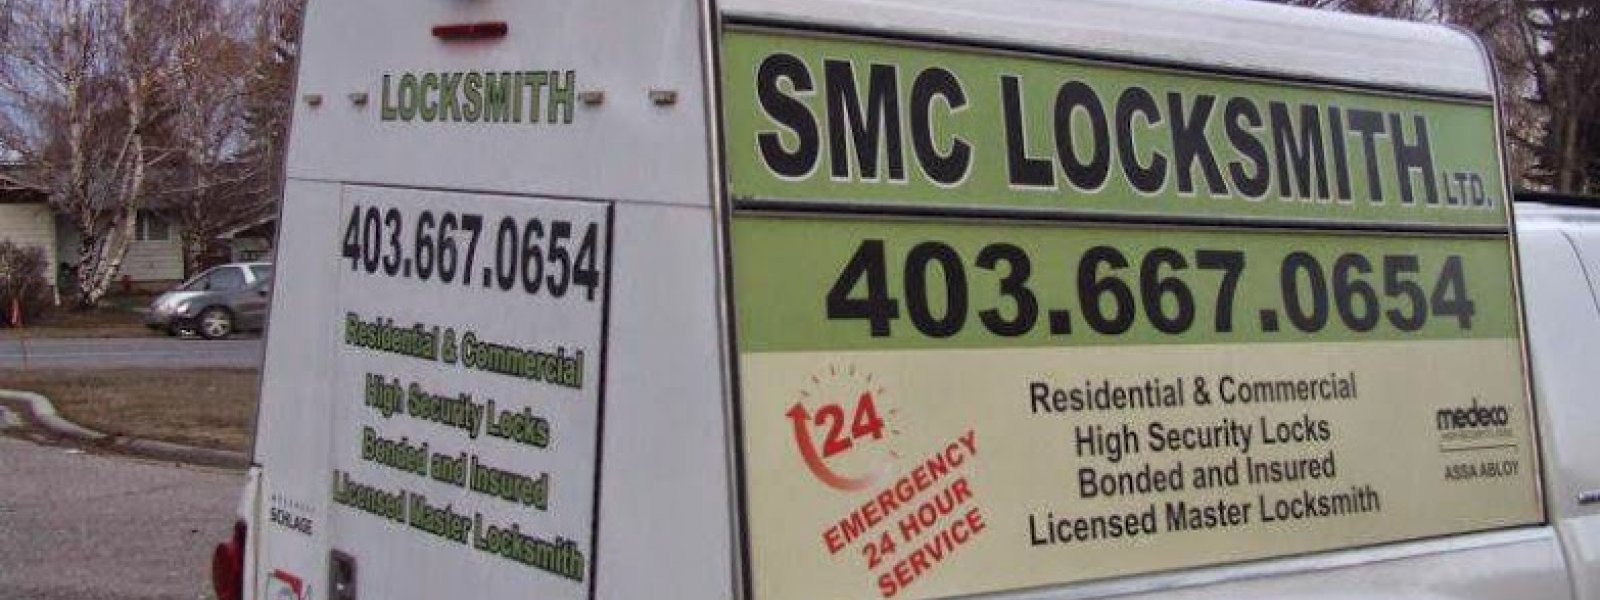 LOCKSMITH
403.667.0654
Residential & Commercial
High Security Locks
Bonded and Insured
Licensed Master Locksmith
SCHLAGE
SMC LOCKSMITH LTD.
403.667.0654
24
EMERGENCY
24 HOUR
SERVICE
Residential & Commercial
High Security Locks
Bonded and Insured
Licensed Master Locksmith
medeco
ASSA ABLOY